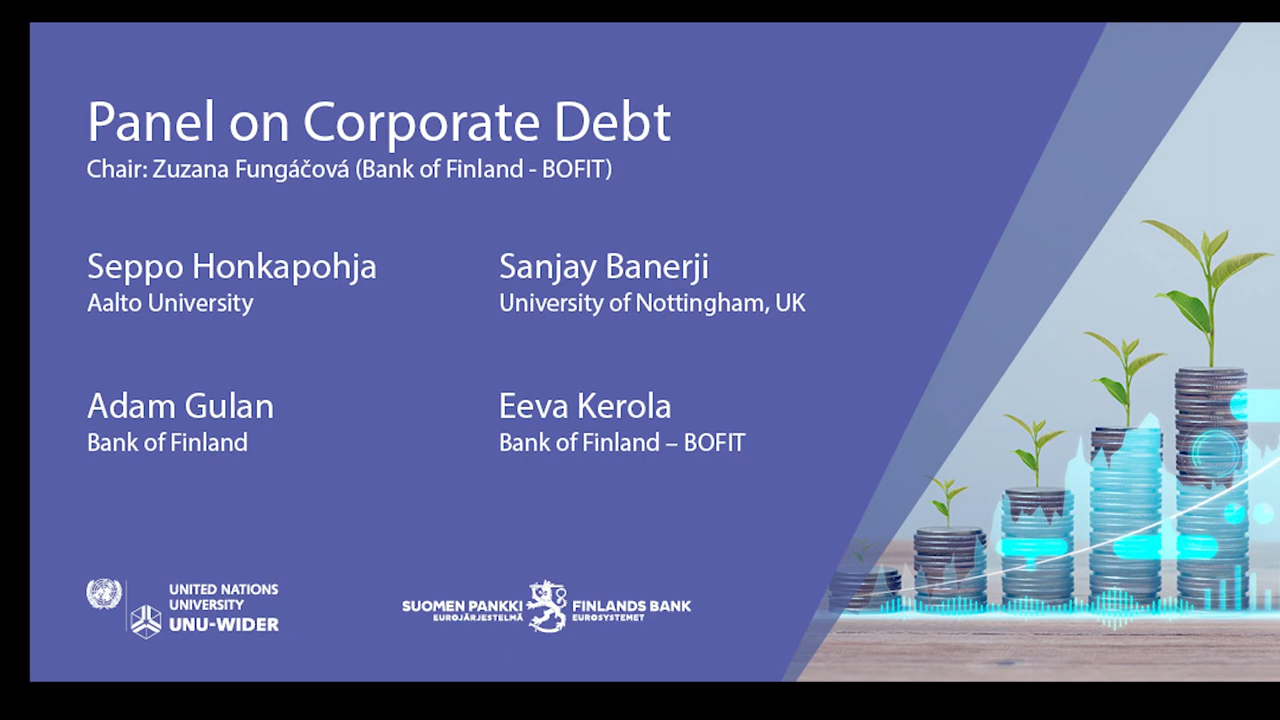 Panel on Corporate Debt
Chair: Zuzana Fungáčová (Bank of Finland - BOFIT)
Seppo Honkapohja
Aalto University
Sanjay Banerji
University of Nottingham, UK
Adam Gulan
Bank of Finland
Eeva Kerola
Bank of Finland – BOFIT
UNITED NATIONS
UNIVERSITY
UNU-WIDER
SUOMEN PANKKI
EUROJÄRJESTELMÄ
FINLANDS BANK
EUROSYSTEMET